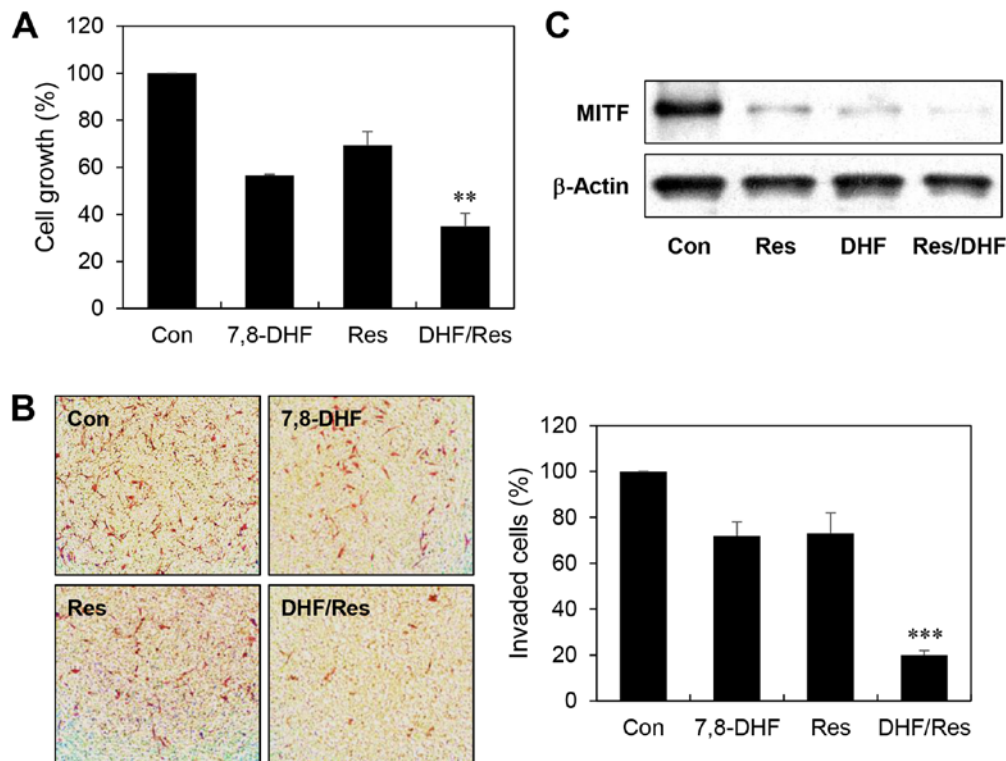 A
120
100
80
60
40
20
0
Cell growth (%)
**
Con 7,8-DHF Res DHF/Res
C
MITF
β-Actin
Con Res DHF Res/DHF
B
Con 7,8-DHF
Res DHF/Res
120
100
80
60
40
20
0
Invaded cells (%)
***
Con 7,8-DHF Res DHF/Res